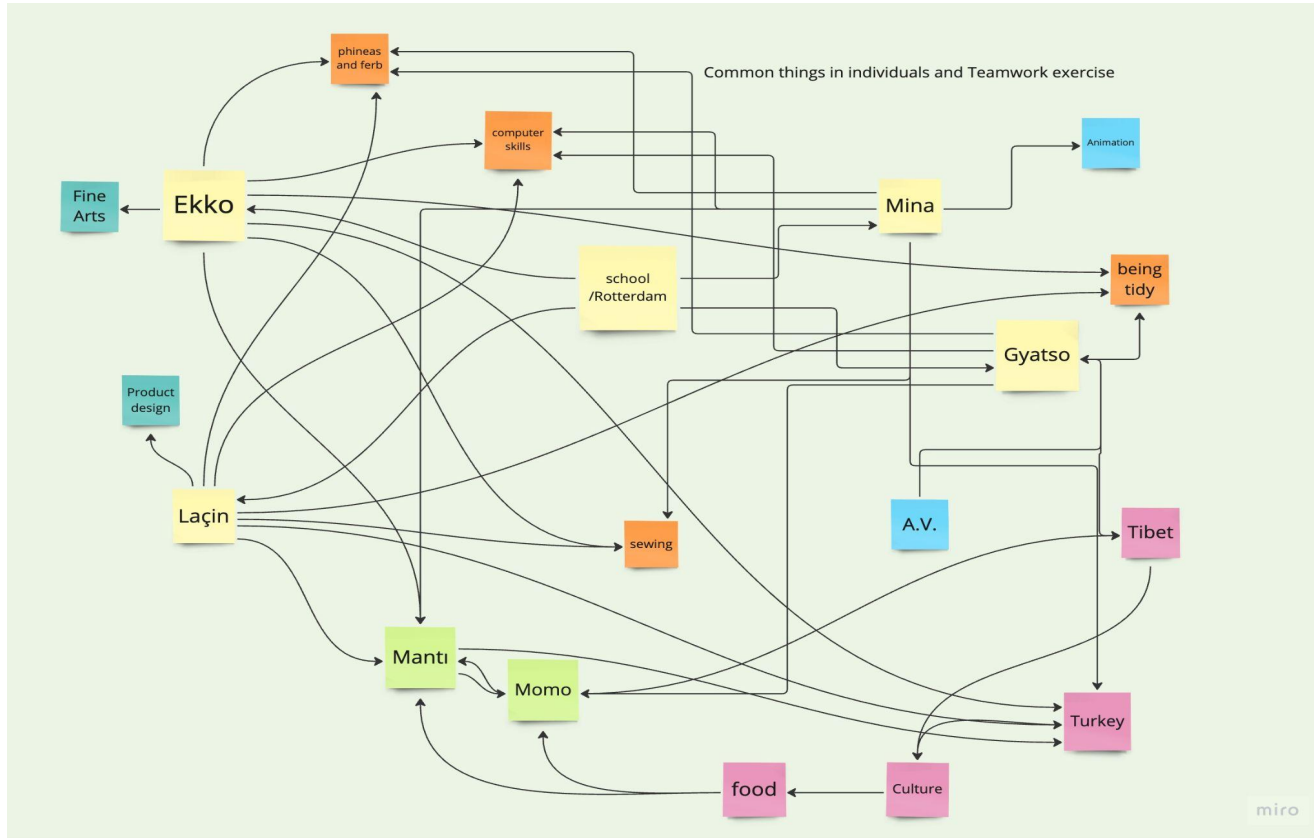 phineas
and ferb
Common things in individuals and Teamwork exercise
computer
skills
Animation
Fine
Arts
Ekko
Mina
school
/Rotterdam
being
tidy
Gyatso
Product
design
Laçin
A.V.
Tibet
sewing
Mantı
Momo
Turkey
food
Culture
miro